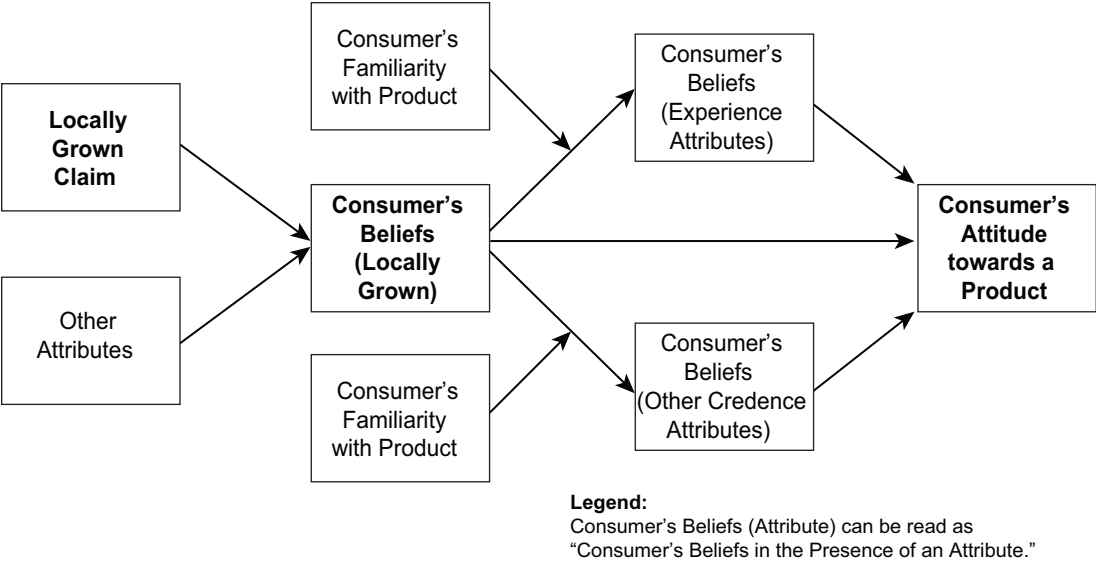 Locally
Grown
Claim
Other
Attributes
Consumer’s
Familiarity
with Product
Consumer’s
Beliefs
(Locally
Grown)
Consumer’s
Familiarity
with Product
Consumer’s
Beliefs
(Experience
Attributes)
Consumer’s
Beliefs
(Other Credence
Attributes)
Consumer’s
Attitude
towards a
Product
Legend:
Consumer’s Beliefs (Attribute) can be read as
“Consumer’s Beliefs in the Presence of an Attribute.”